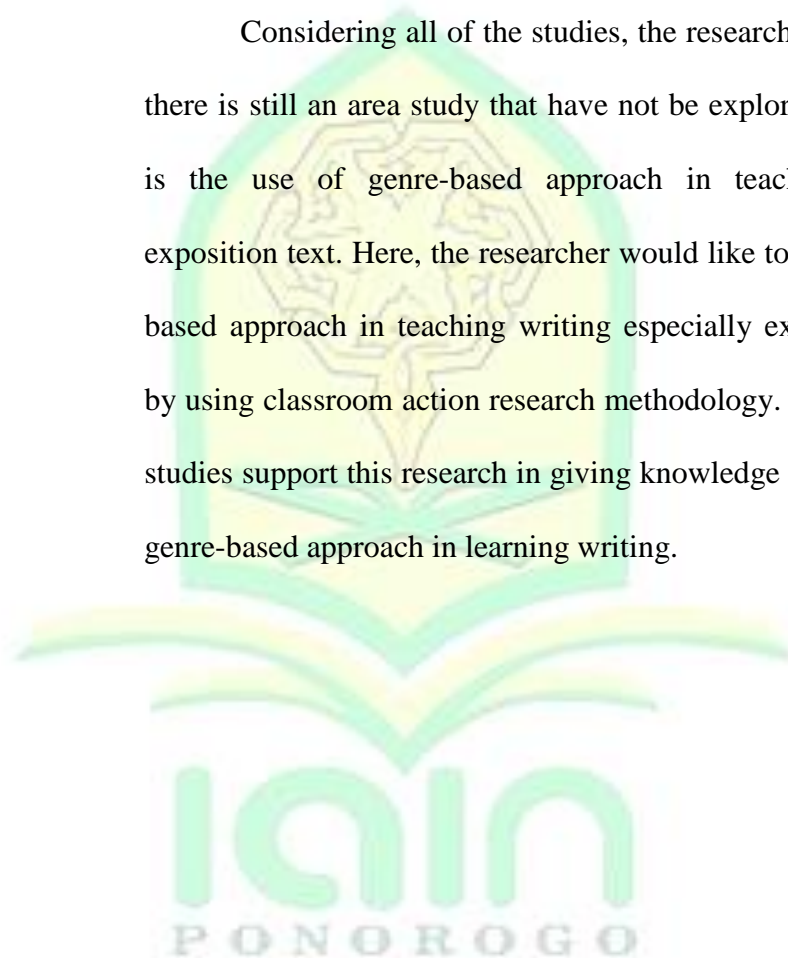 Considering all of the studies, the research
there is still an area study that have not be explor
is the use of genre-based approach in teac
exposition text. Here, the researcher would like to
based approach in teaching writing especially ex
by using classroom action research methodology.
studies support this research in giving knowledge
genre-based approach in learning writing.
iain
PONOROGO